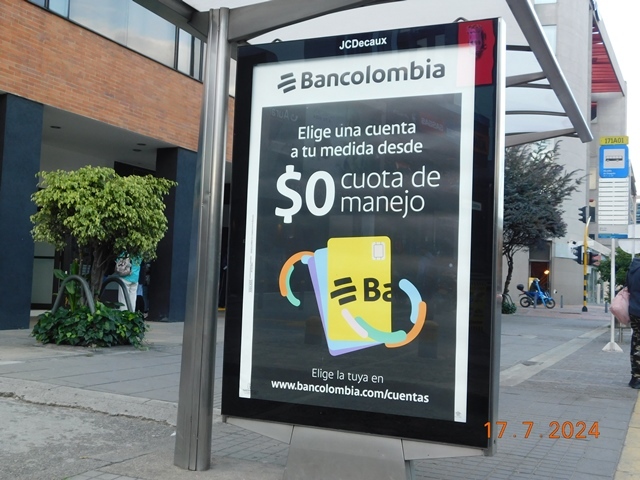 JCDecaux
Bancolombia
Elige una cuenta
a tu medida desde
$0 cuota de
manejo
Ba
Elige la tuya en
www.bancolombia.com/cuentas
175A01
17.7.2024